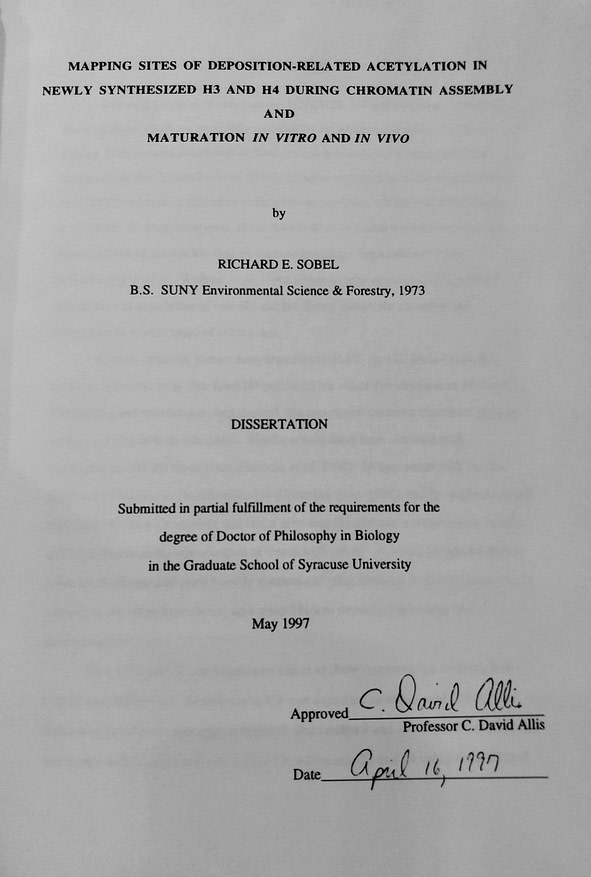 MAPPING SITES OF DEPOSITION-RELATED ACETYLATION IN
NEWLY SYNTHESIZED H3 AND H4 DURING CHROMATIN ASSEMBLY
AND
MATURATION IN VITRO AND IN VIVO
by
RICHARD E. SOBEL
B.S. SUNY Environmental Science & Forestry, 1973
DISSERTATION
Submitted in partial fulfillment of the requirements for the
degree of Doctor of Philosophy in Biology
in the Graduate School of Syracuse University
May 1997
Approved C. David Allis
Professor C. David Allis
Date April 16, 1997